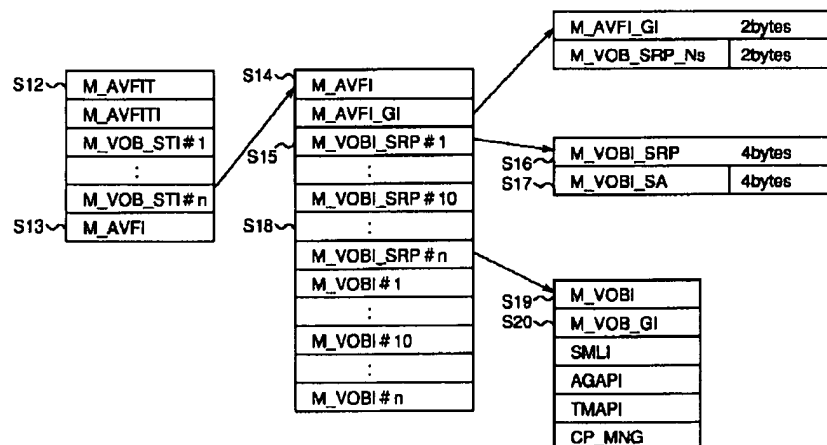 S12
M_AVFIT
M_AVFITI
M_VOB_STI#1
:
M_VOB_STI#n
S13
M_AVFI
S14
M_AVFI
M_AVFI_GI
S15
M_VOBI_SRP#1
:
M_VOBI_SRP#10
S18
:
M_VOBI_SRP#n
M_VOBI#1
:
M_VOBI#10
:
M_VOBI#n
M_AVFI_GI 2bytes
M_VOB_SRP_Ns 2bytes
S16
M_VOBI_SRP 4bytes
S17
M_VOBI_SA 4bytes
S19
M_VOBI
S20
M_VOB_GI
SMLI
AGAPI
TMAPI
CP_MNG